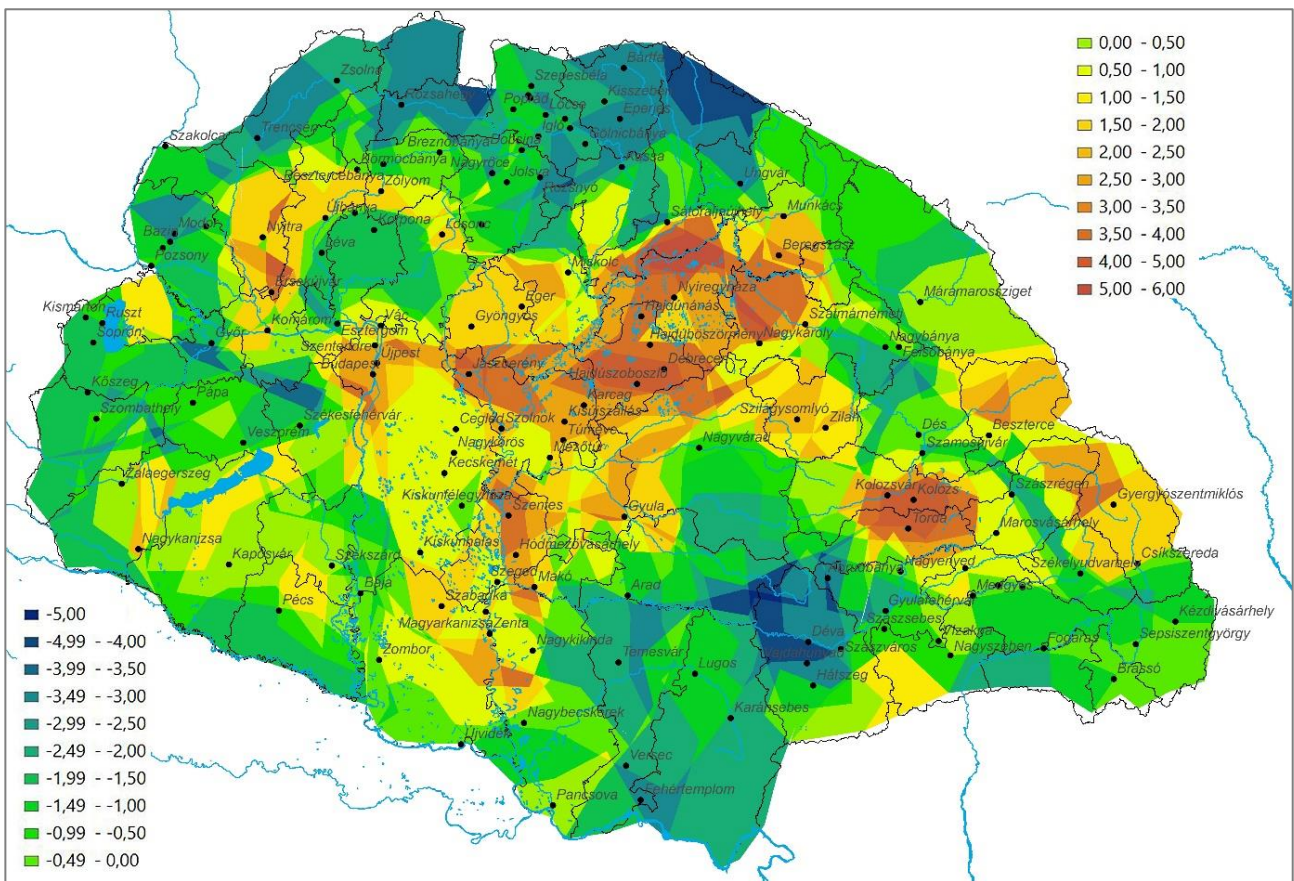 0,00 - 0,50
0,50 - 1,00
1,00 - 1,50
1,50 - 2,00
2,00 - 2,50
2,50 - 3,00
3,00 - 3,50
3,50 - 4,00
4,00 - 5,00
5,00 - 6,00
Zsolna
Bártfa
Szepesbéla
Rózsahegy
Poprád
Kisszeben
Lőcse
Eperjes
Szakolca
Trencsén
Igló
Breznóbánya
Dobsina
Gölnicbánya
Körmöcbánya
Nagyrőce
Besztercebánya
Jolsva
Kassa
Zólyom
Rozsnyó
Ungvár
Újbánya
Korpona
Losonc
Sátoraljaújhely
Munkács
Modor
Bazin
Nyitra
Pozsony
Léva
Beregszász
Miskolc
Érsekújvár
Nyíregyháza
Máramarossziget
Kismarton
Ruszt
Eger
Hajdúnánás
Sopron
Győr
Komárom
Vác
Gyöngyös
Szatmárnémeti
Esztergom
Szentendre
Hajdúböszörmény
Nagykároly
Nagybánya
Felsőbánya
Újpest
Budapest
Jászberény
Debrecen
Hajdúszoboszló
Kőszeg
Pápa
Karcag
Szombathely
Székesfehérvár
Cegléd
Szolnok
Kisújszállás
Szilágysomlyó
Zilah
Túrkeve
Dés
Beszterce
Veszprém
Nagykőrös
Mezőtúr
Nagyvárad
Szamosújvár
Zalaegerszeg
Kecskemét
Kiskunfélegyháza
Kolozsvár
Kolozs
Szászrégen
Gyergyószentmiklós
Szentes
Gyula
Torda
Marosvásárhely
Nagykanizsa
Kaposvár
Szekszárd
Kiskunhalas
Hódmezővásárhely
Csíkszereda
Szeged
Makó
Arad
Nagyenyed
Székelyudvarhely
Baja
Medgyes
Pécs
Szabadka
Gyulafehérvár
Kézdivásárhely
Magyarkanizsa
Zenta
Szászsebes
Vízakna
Sepsiszentgyörgy
Nagykikinda
Déva
Szászváros
Nagyszeben
Fogaras
Zombor
Temesvár
Lugos
Hátszeg
Brassó
Nagybecskerek
Karánsebes
Újvidék
Versec
Pancsova
Fehértemplom
-5,00
-4,99 - -4,00
-3,99 - -3,50
-3,49 - -3,00
-2,99 - -2,50
-2,49 - -2,00
-1,99 - -1,50
-1,49 - -1,00
-0,99 - -0,50
-0,49 - 0,00